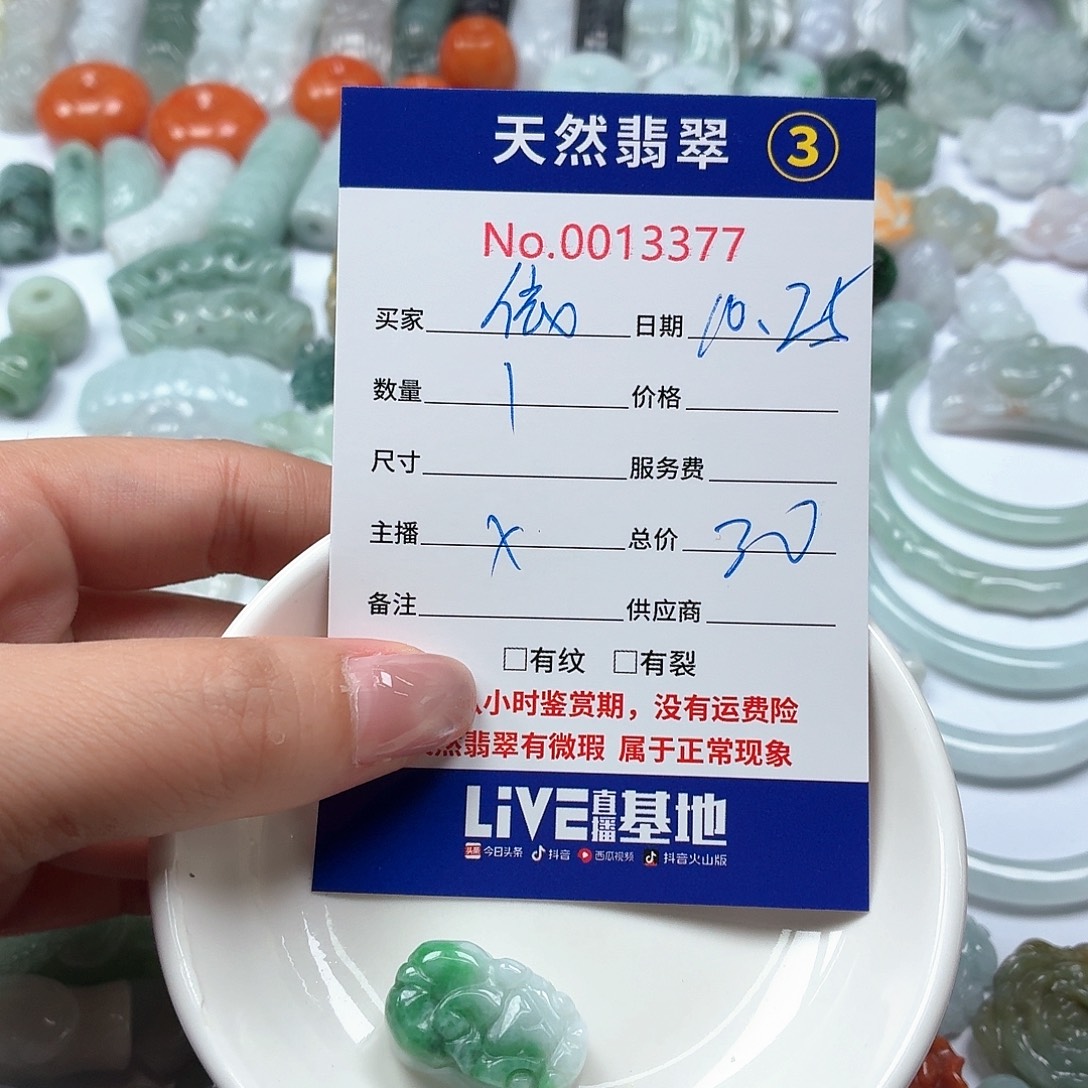 天然翡翠 3
No.0013377
买家 微 日期 10.25
数量 1 价格
尺寸 服务费
主播 X 总价 30
备注 供应商
□有纹 □有裂
小时鉴赏期，没有运费险
然翡翠有微瑕 属于正常现象
LiVE直播基地
头条 今日头条 抖音 西瓜视频 抖音火山版